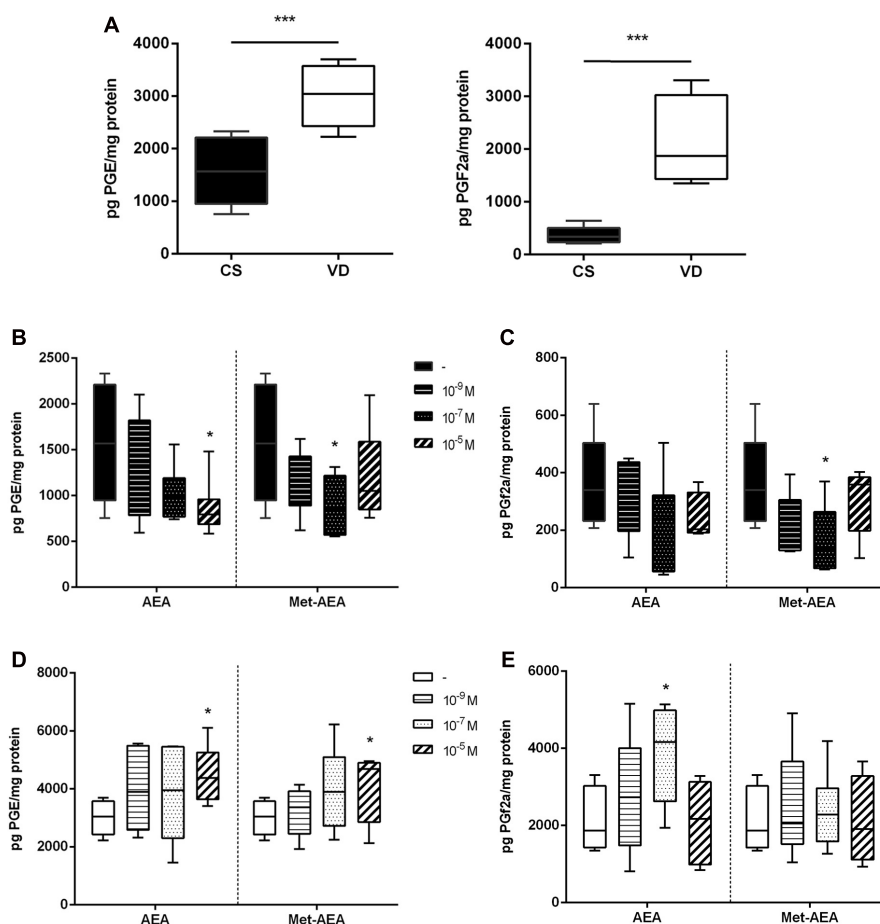 A
***
***
pg PGE/mg protein
4000
3000
2000
1000
0
CS
VD
pg PGF2a/mg protein
4000
3000
2000
1000
0
CS
VD
B
pg PGE/mg protein
2500
2000
1500
1000
500
0
*
*
AEA
Met-AEA
-
10-9 M
10-7 M
10-5 M
C
pg PGf2a/mg protein
800
600
400
200
0
*
AEA
Met-AEA
D
pg PGE/mg protein
8000
6000
4000
2000
0
*
*
AEA
Met-AEA
-
10-9 M
10-7 M
10-5 M
E
pg PGf2a/mg protein
6000
4000
2000
0
*
AEA
Met-AEA